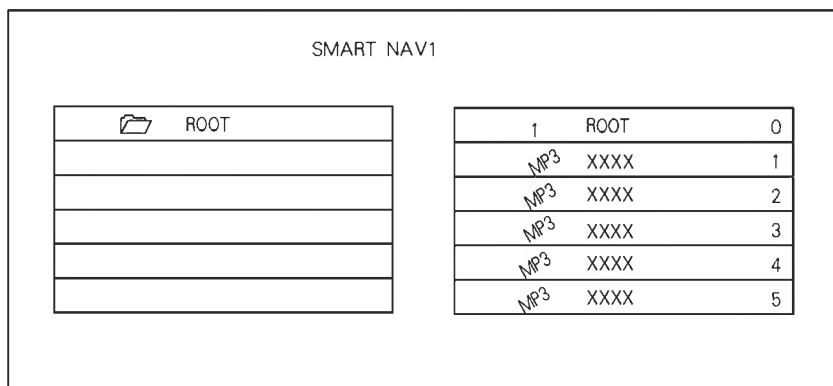 SMART NAV1
ROOT
1 ROOT 0
MP3 XXXX 1
MP3 XXXX 2
MP3 XXXX 3
MP3 XXXX 4
MP3 XXXX 5